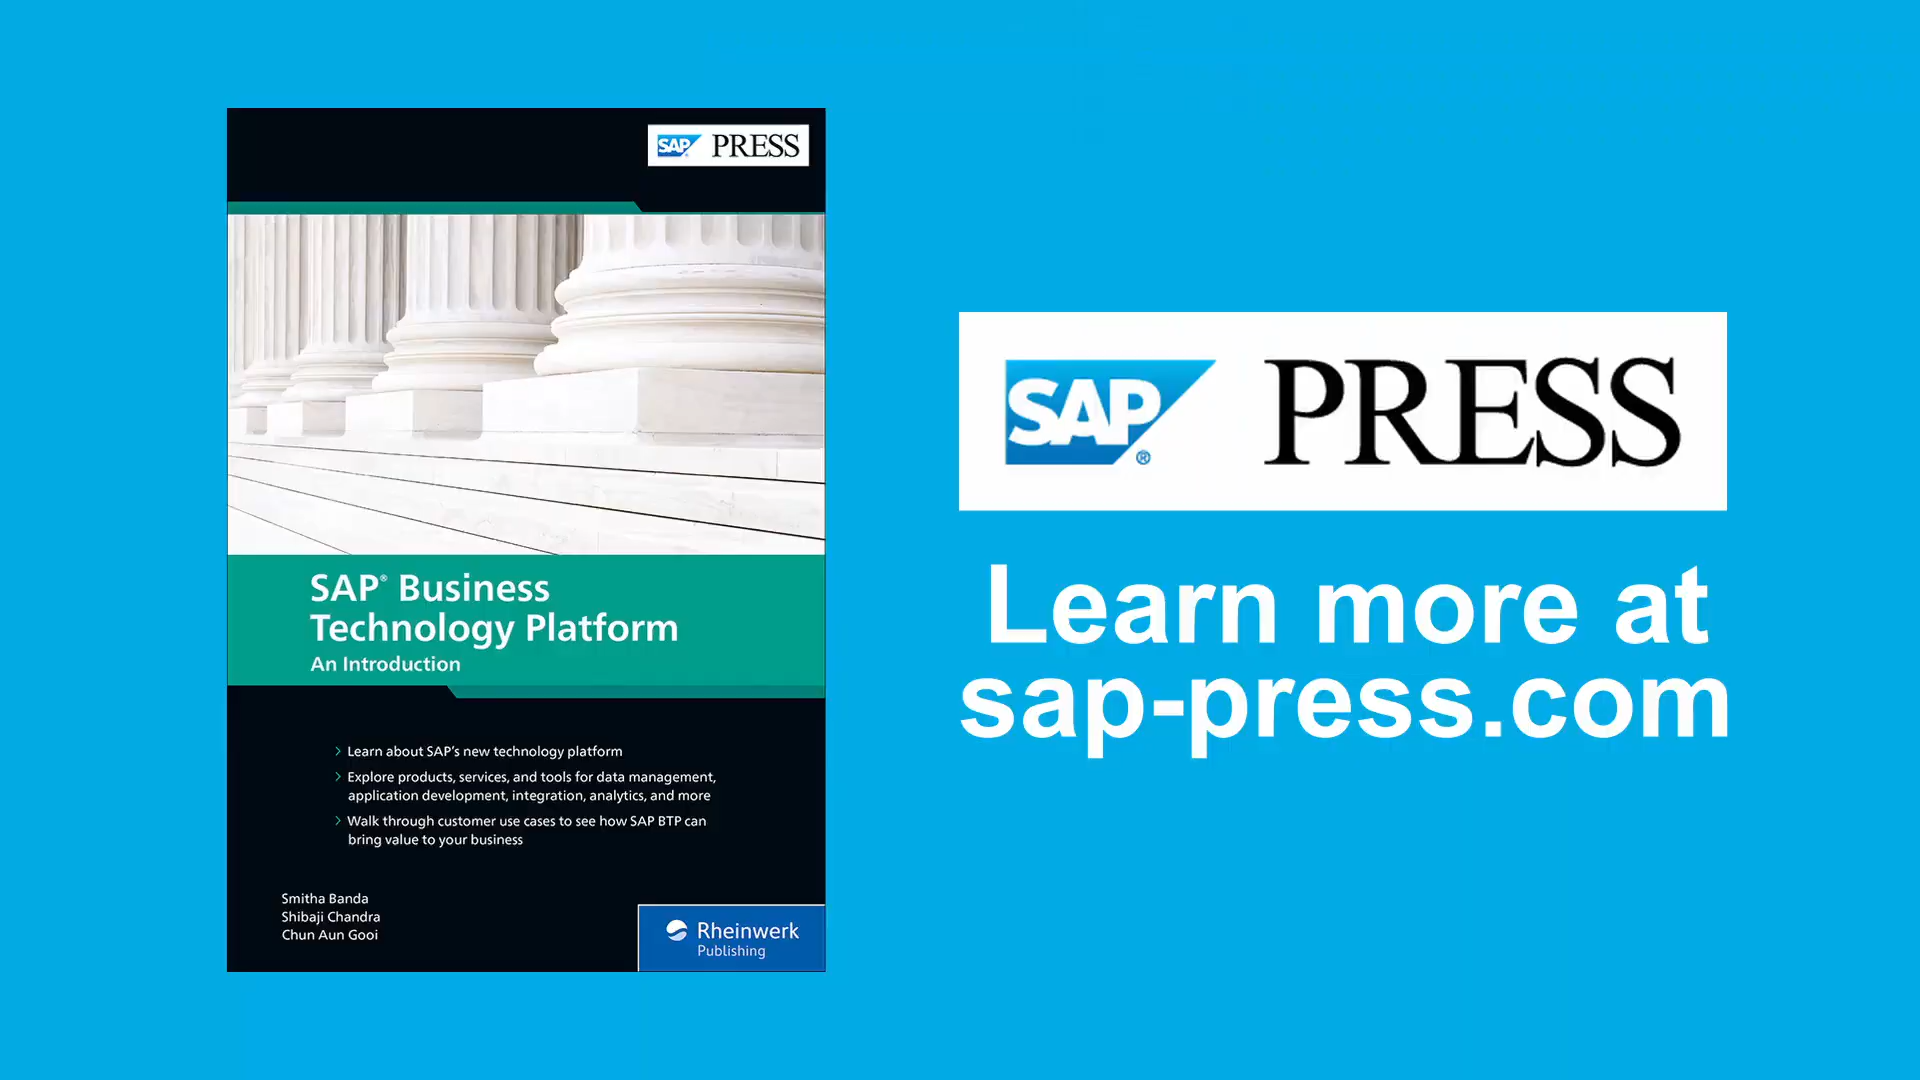 SAP PRESS
SAP® Business
Technology Platform
An Introduction
> Learn about SAP's new technology platform
> Explore products, services, and tools for data management,
application development, integration, analytics, and more
> Walk through customer use cases to see how SAP BTP can
bring value to your business
Smitha Banda
Shibaji Chandra
Chun Aun Gooi
Rheinwerk
Publishing
SAP® PRESS
Learn more at
sap-press.com